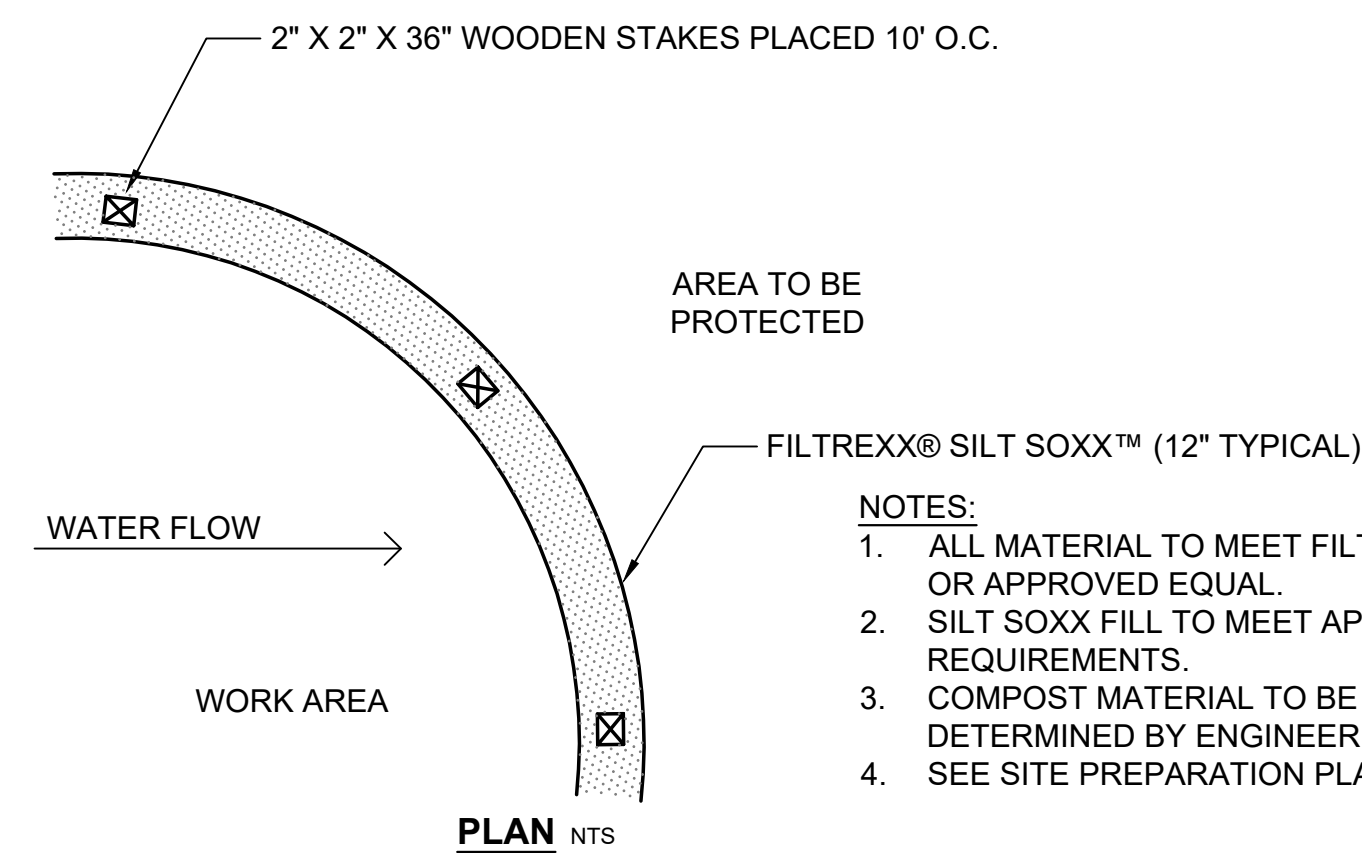 2" X 2" X 36" WOODEN STAKES PLACED 10' O.C.
AREA TO BE
PROTECTED
FILTREXX® SILT SOXX™ (12" TYPICAL)
WATER FLOW
NOTES:
1. ALL MATERIAL TO MEET
OR APPROVED EQUAL.
2. SILT SOXX FILL TO MEET
REQUIREMENTS.
3. COMPOST MATERIAL TO BE
DETERMINED BY ENGINEER
4. SEE SITE PREPARATION
WORK AREA
PLAN NTS